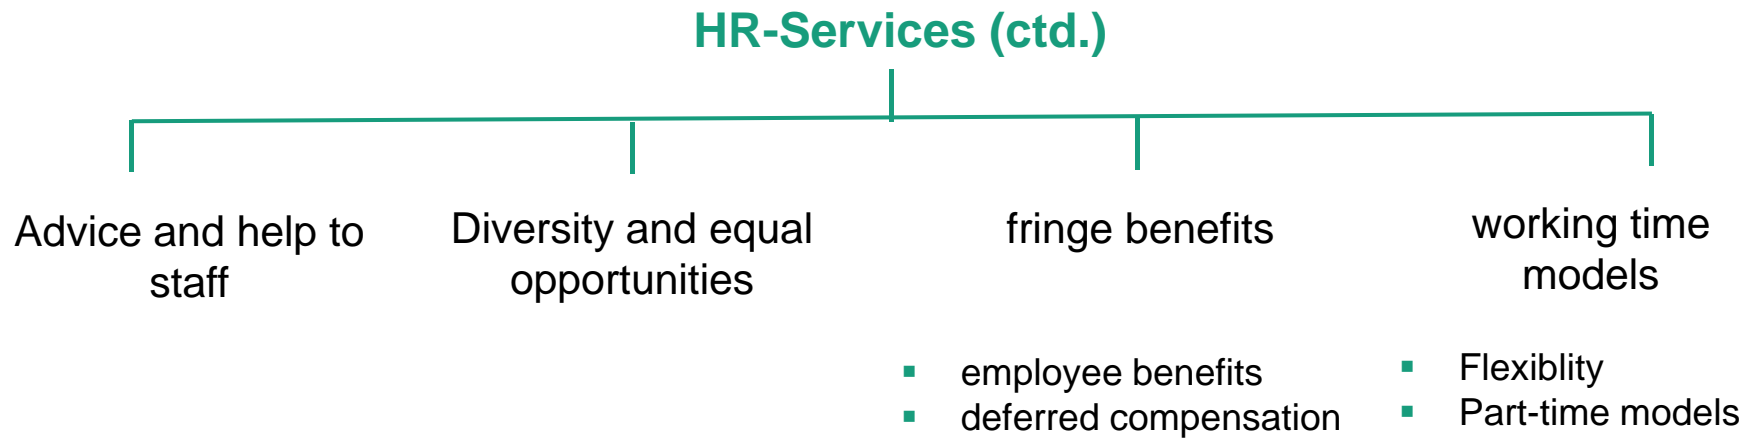 HR-Services (ctd.)
Advice and help to
staff
Diversity and equal
opportunities
fringe benefits
working time
models
▪ employee benefits
▪ deferred compensation
▪ Flexiblity
▪ Part-time models